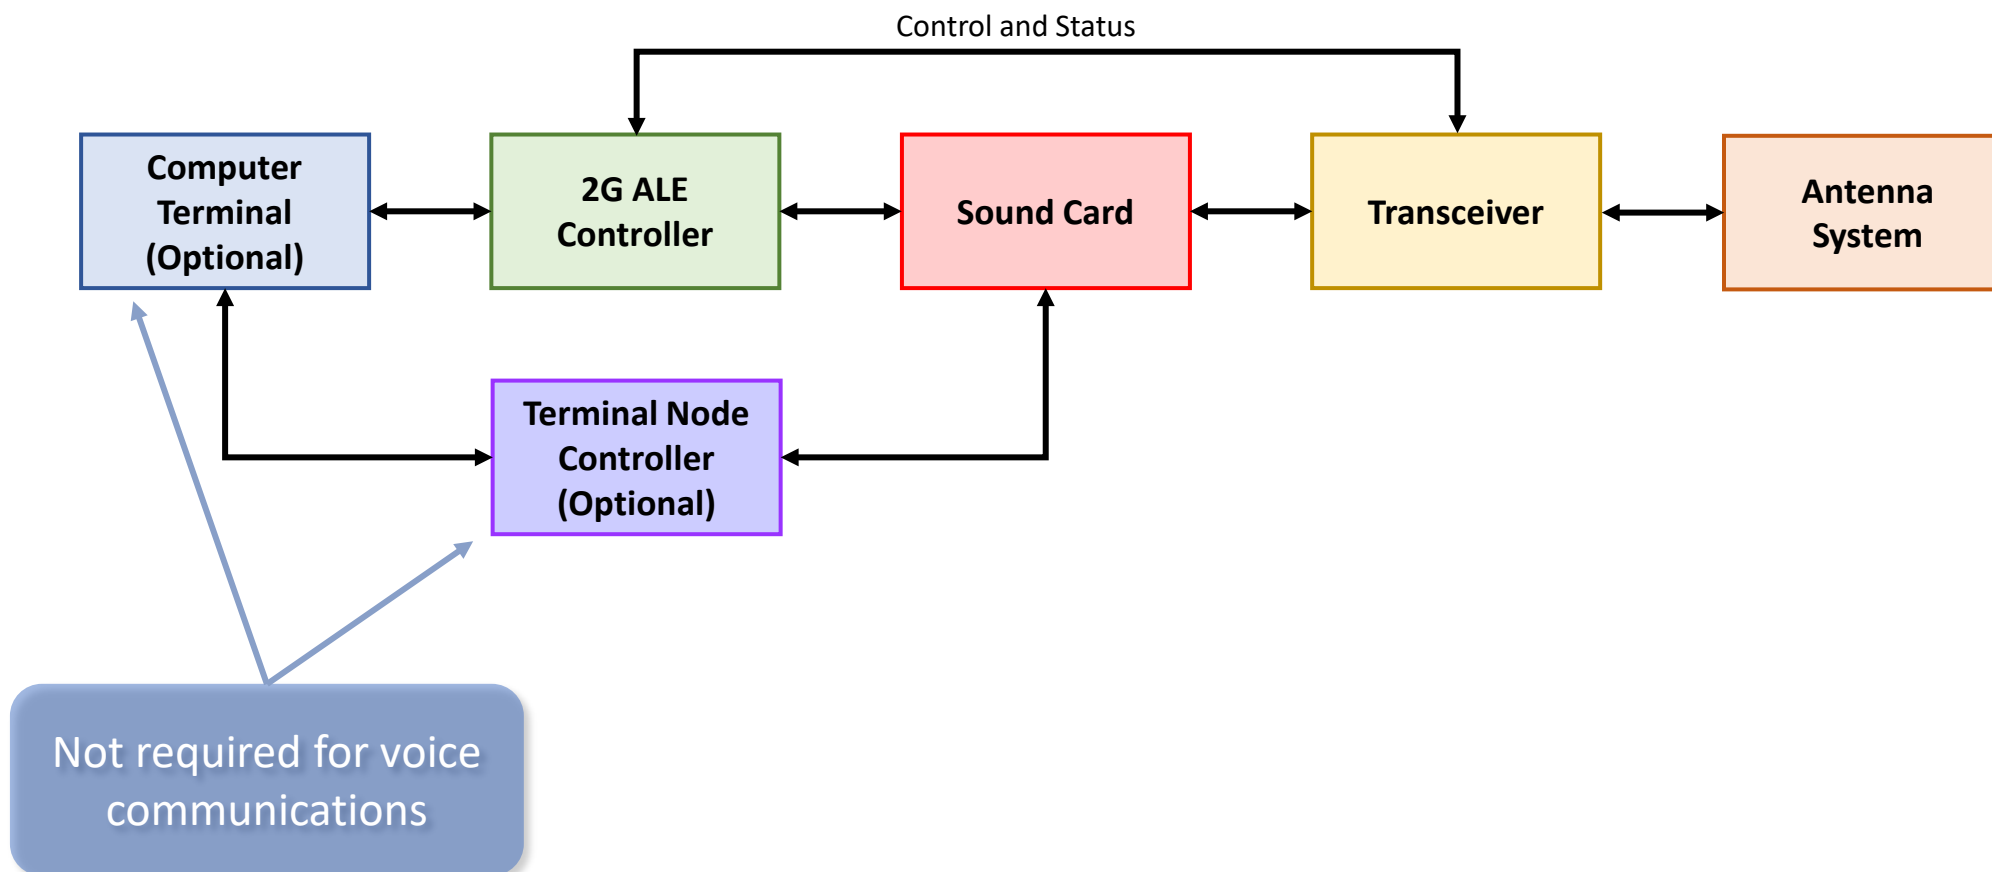 Control and Status
Computer
Terminal
(Optional)
2G ALE
Controller
Sound Card
Transceiver
Antenna
System
Terminal Node
Controller
(Optional)
Not required for voice
communications